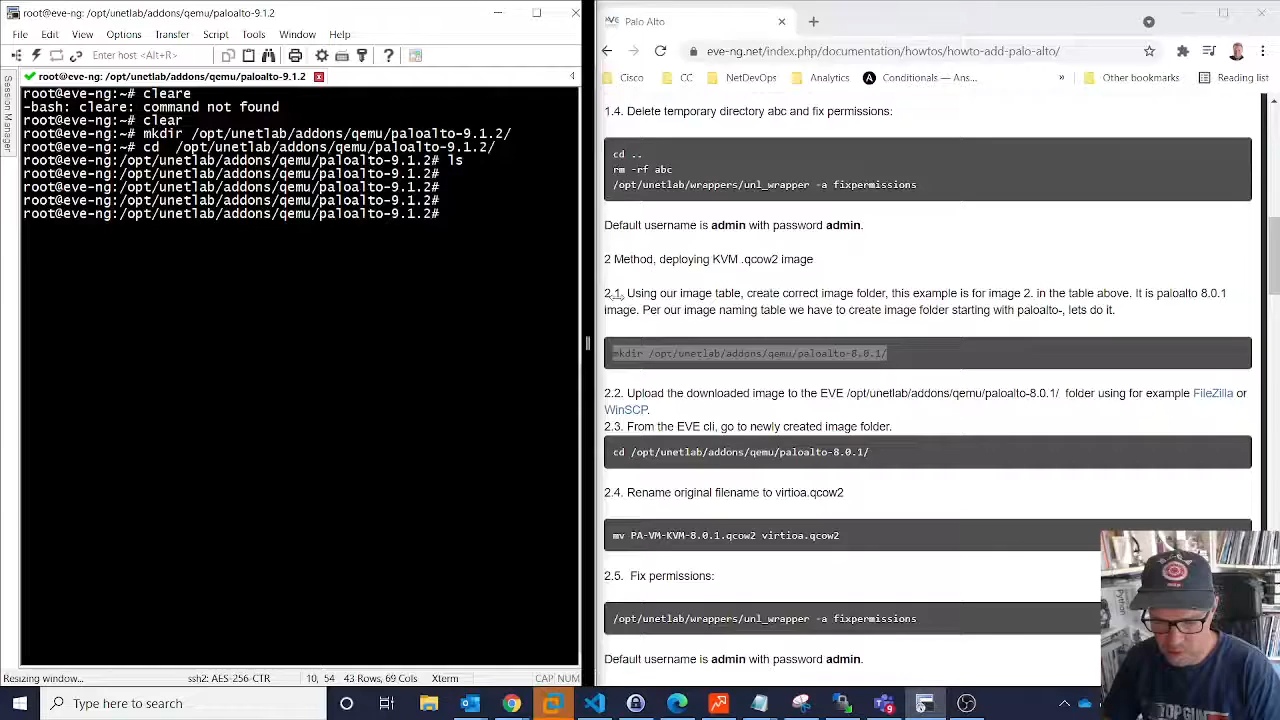 root@eve-ng: /opt/unetlab/addons/qemu/paloalto-9.1.2
File Edit View Options Transfer Script Tools Window Help
Enter host <Alt+R>
Session Manager
root@eve-ng: /opt/unetlab/addons/qemu/paloalto-9.1.2
root@eve-ng:~# cleare
-bash: cleare: command not found
root@eve-ng:~# clear
root@eve-ng:~# mkdir /opt/unetlab/addons/qemu/paloalto-9.1.2/
root@eve-ng:~# cd  /opt/unetlab/addons/qemu/paloalto-9.1.2/
root@eve-ng:/opt/unetlab/addons/qemu/paloalto-9.1.2# ls
root@eve-ng:/opt/unetlab/addons/qemu/paloalto-9.1.2#
root@eve-ng:/opt/unetlab/addons/qemu/paloalto-9.1.2#
root@eve-ng:/opt/unetlab/addons/qemu/paloalto-9.1.2#
root@eve-ng:/opt/unetlab/addons/qemu/paloalto-9.1.2#
Resizing window... ssh2: AES-256-CTR 10, 54 43 Rows, 69 Cols Xterm CAP NUM
Palo Alto
eve-ng.net/index.php/documentation/howtos/howto-add-palo-alto/
Cisco CC NetDevOps Analytics Conditionals — Ans... » Other bookmarks Reading list
1.4. Delete temporary directory abc and fix permissions:
cd ..
rm -rf abc
/opt/unetlab/wrappers/unl_wrapper -a fixpermissions
Default username is admin with password admin.
2 Method, deploying KVM .qcow2 image
2.1. Using our image table, create correct image folder, this example is for image 2. in the table above. It is paloalto 8.0.1
image. Per our image naming table we have to create image folder starting with paloalto-, lets do it.
mkdir /opt/unetlab/addons/qemu/paloalto-8.0.1/
2.2. Upload the downloaded image to the EVE /opt/unetlab/addons/qemu/paloalto-8.0.1/ folder using for example FileZilla or
WinSCP.
2.3. From the EVE cli, go to newly created image folder.
cd /opt/unetlab/addons/qemu/paloalto-8.0.1/
2.4. Rename original filename to virtioa.qcow2
mv PA-VM-KVM-8.0.1.qcow2 virtioa.qcow2
2.5. Fix permissions:
/opt/unetlab/wrappers/unl_wrapper -a fixpermissions
Default username is admin with password admin.
Python
TOP GUN
Type here to search
9